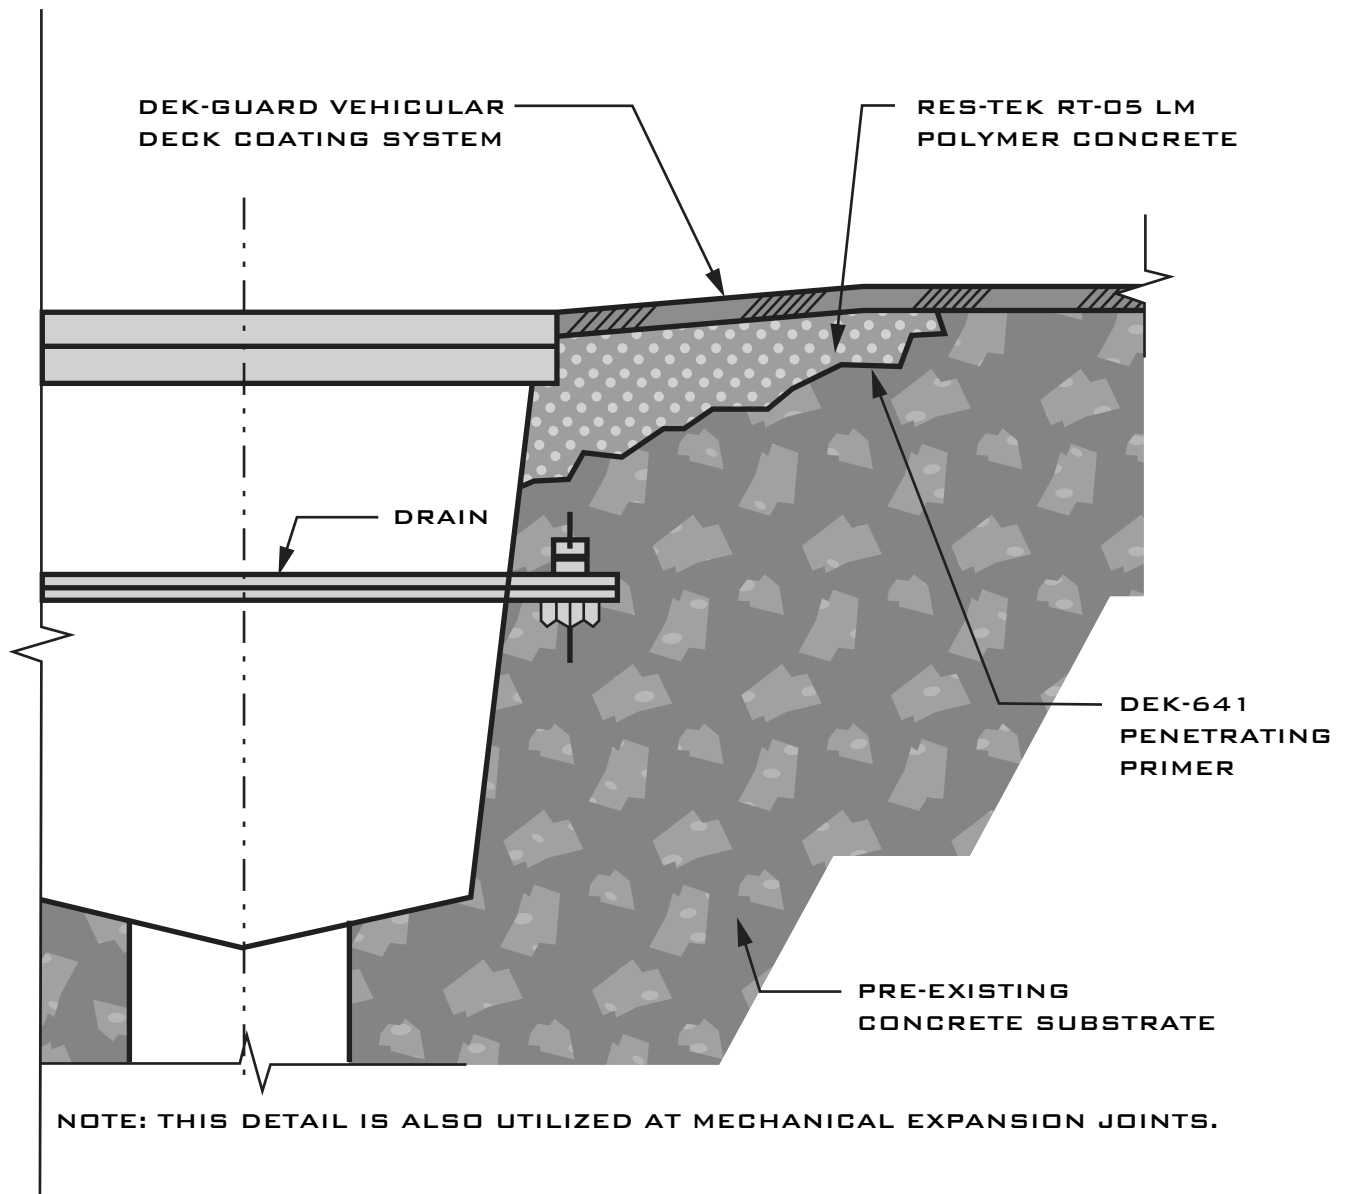 DEK-GUARD VEHICULAR
DECK COATING SYSTEM
RES-TEK RT-05 LM
POLYMER CONCRETE
DRAIN
DEK-641
PENETRATING
PRIMER
PRE-EXISTING
CONCRETE SUBSTRATE
NOTE: THIS DETAIL IS ALSO UTILIZED AT MECHANICAL EXPANSION JOINTS.